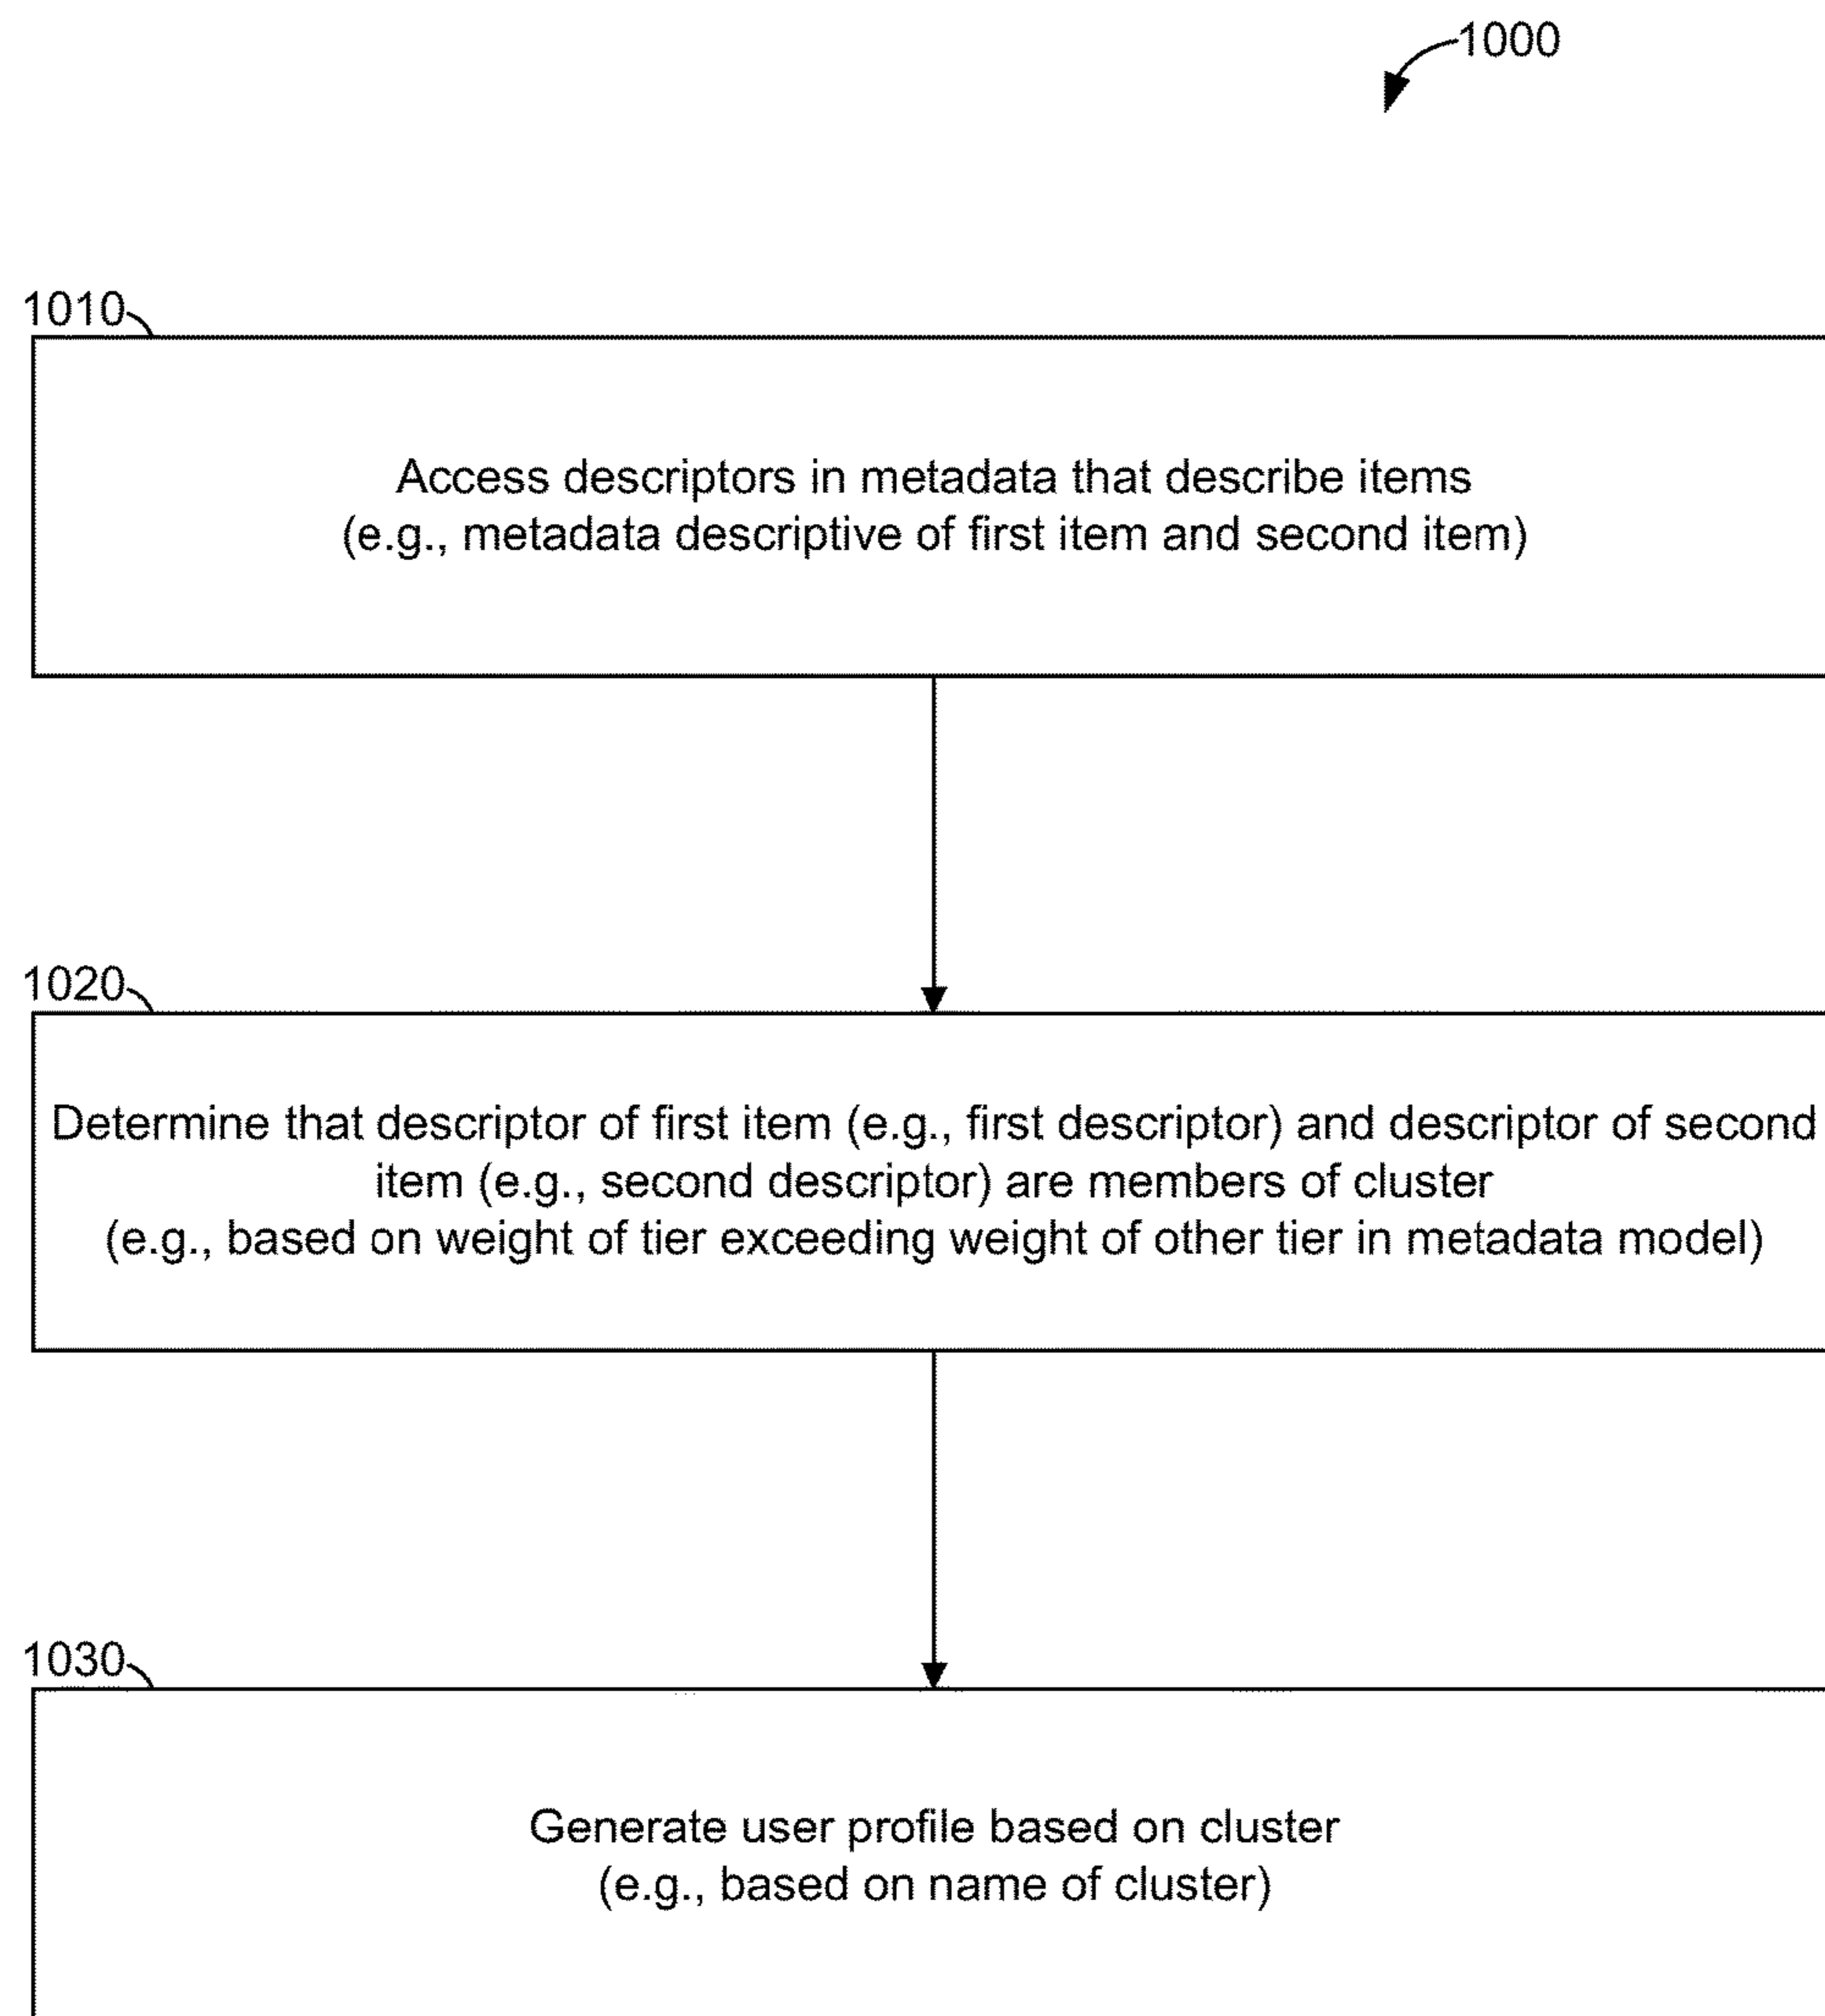 1000
1010
Access descriptors in metadata that describe items
(e.g., metadata descriptive of first item and second item)
1020
Determine that descriptor of first item (e.g., first descriptor) and descriptor of second
item (e.g., second descriptor) are members of cluster
(e.g., based on weight of tier exceeding weight of other tier in metadata model)
1030
Generate user profile based on cluster
(e.g., based on name of cluster)